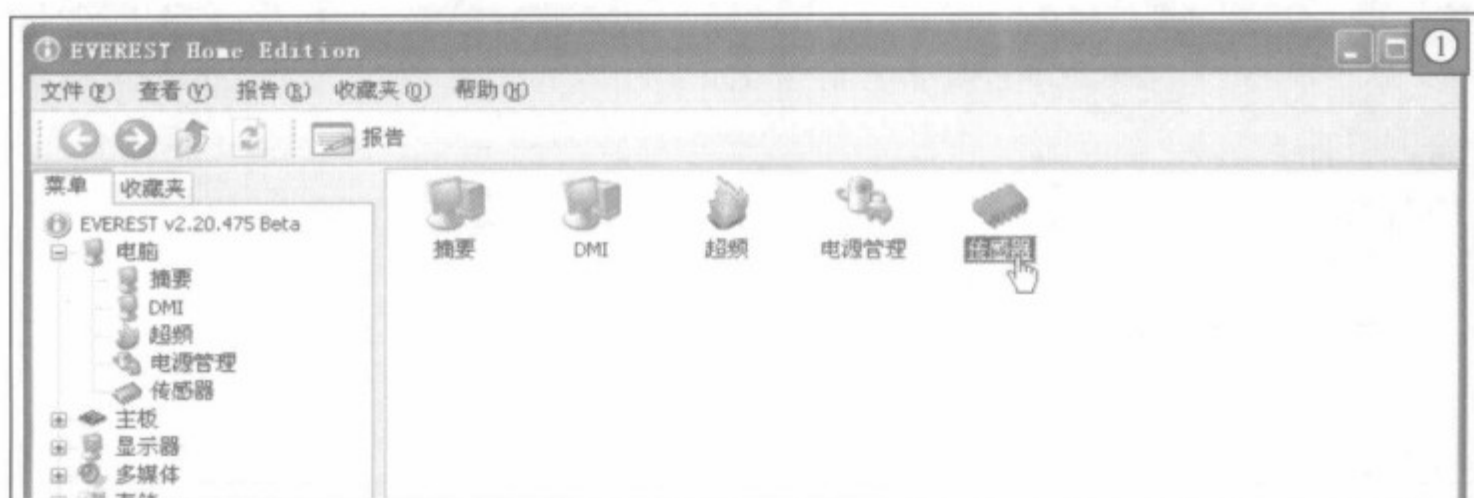 EVEREST Home Edition
①
文件(F) 查看(V) 报告(R) 收藏夹(O) 帮助(H)
报告
菜单 收藏夹
EVEREST v2.20.475 Beta
电脑
摘要
DMI
超频
电源管理
传感器
主板
显示器
多媒体
摘要 DMI 超频 电源管理 传感器